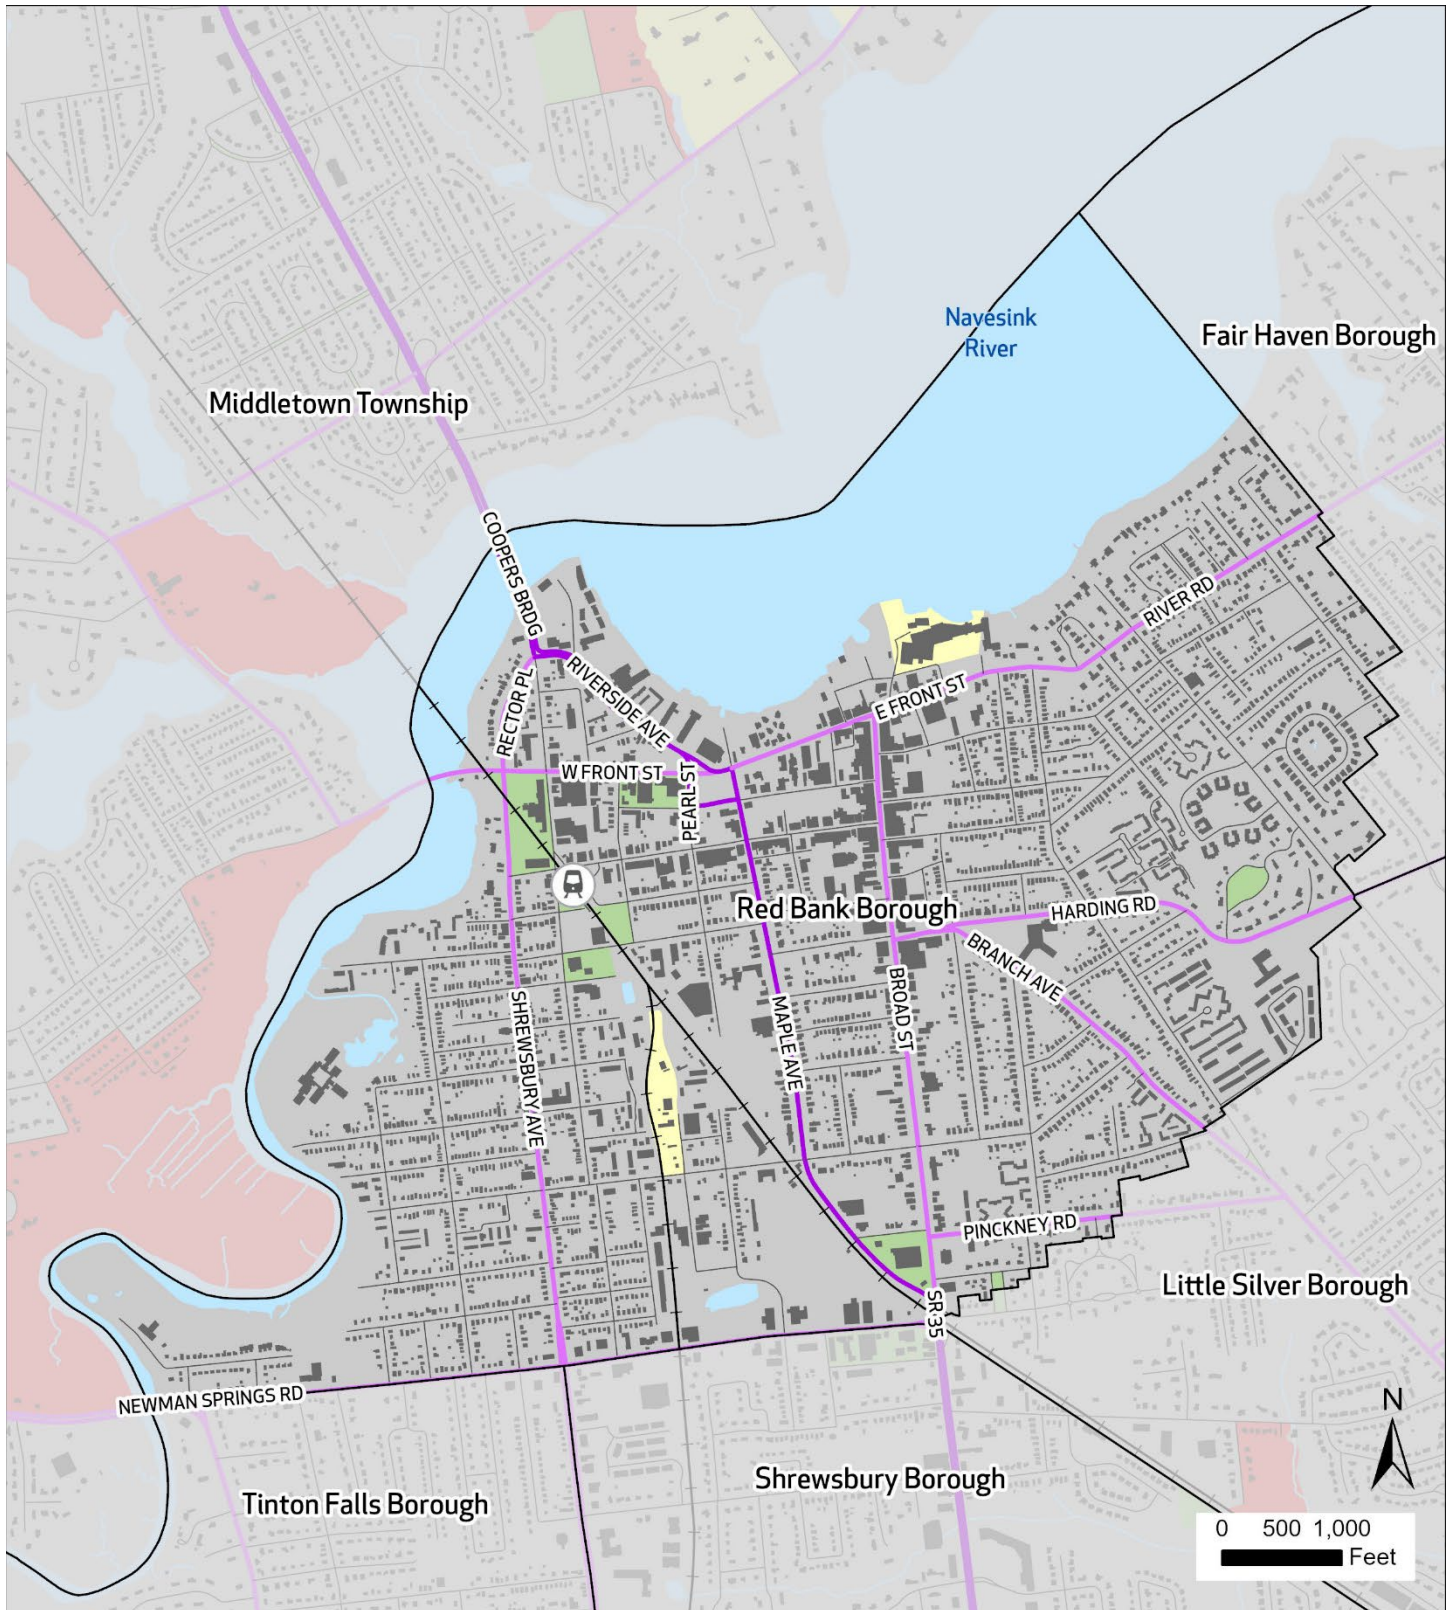 Navesink
River
Fair Haven Borough
Middletown Township
COOPERS BRDG
RIVER RD
RECTOR PL
RIVERSIDE AVE
E FRONT ST
W FRONT ST
PEARL ST
Red Bank Borough
HARDING RD
BRANCH AVE
SHREWSBURY AVE
MAPLE AVE
BROAD ST
PINCKNEY RD
Little Silver Borough
SR 35
NEWMAN SPRINGS RD
N
Shrewsbury Borough
Tinton Falls Borough
0 500 1,000
Feet